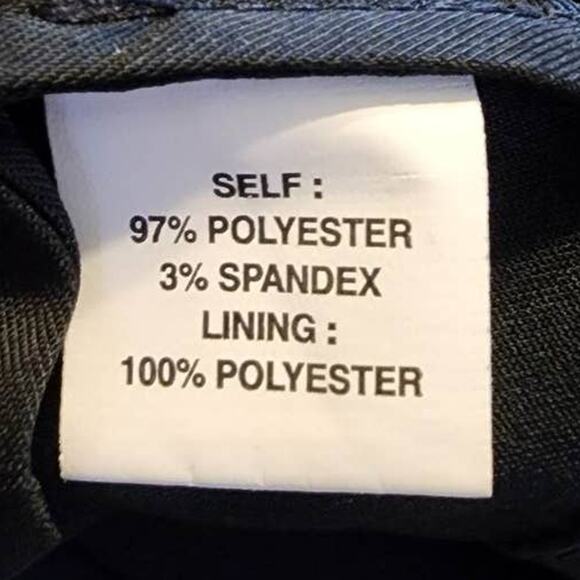 SELF :
97% POLYESTER
3% SPANDEX
LINING :
100% POLYESTER